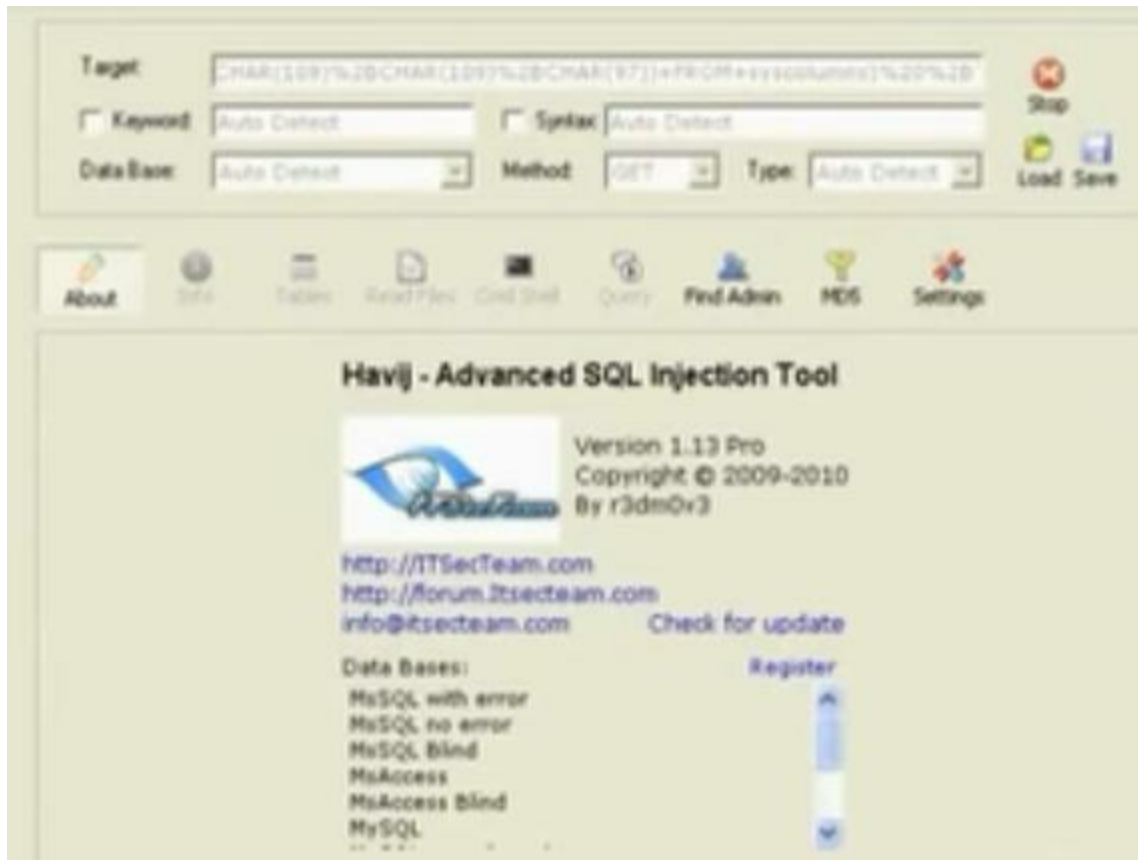 Target: CHAR(109)%2BCHAR(109)%2BCHAR(97))+FROM+syscolumns)%20%2B
Stop
Keyword: Auto Detect Syntax: Auto Detect
Data Base: Auto Detect Method: GET Type: Auto Detect
Load Save
About Info Tables Read Files Cmd Shell Query Find Admin MD5 Settings
Havij - Advanced SQL Injection Tool
Version 1.13 Pro
Copyright © 2009-2010
By r3dm0v3
http://ITSecTeam.com
http://forum.Itsecteam.com
info@itsecteam.com Check for update
Data Bases: Register
MsSQL with error
MsSQL no error
MsSQL Blind
MsAccess
MsAccess Blind
MySQL